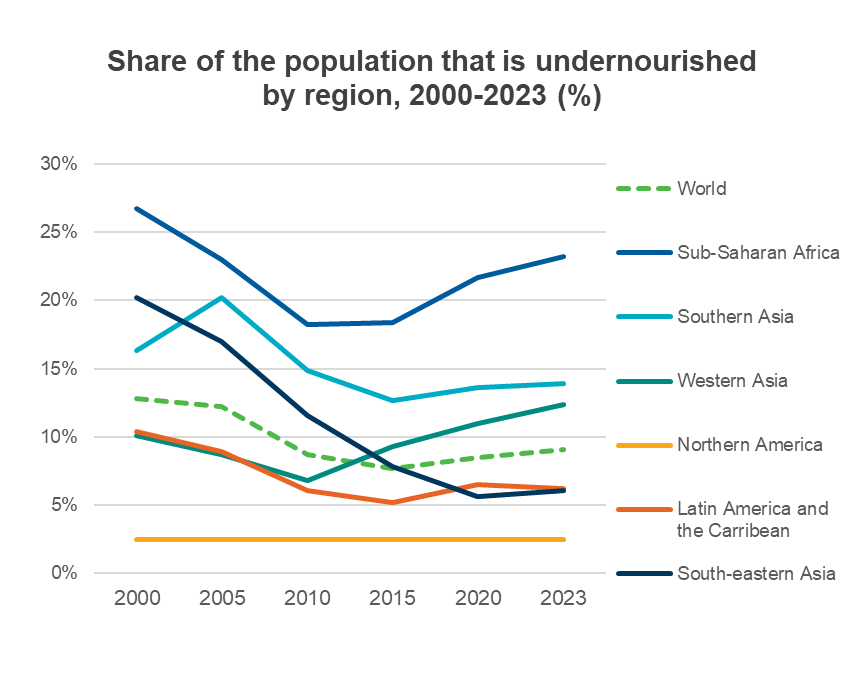 Share of the population that is undernourished
by region, 2000-2023 (%)
30%
25%
20%
15%
10%
5%
0%
2000 2005 2010 2015 2020 2023
World
Sub-Saharan Africa
Southern Asia
Western Asia
Northern America
Latin America and
the Carribean
South-eastern Asia